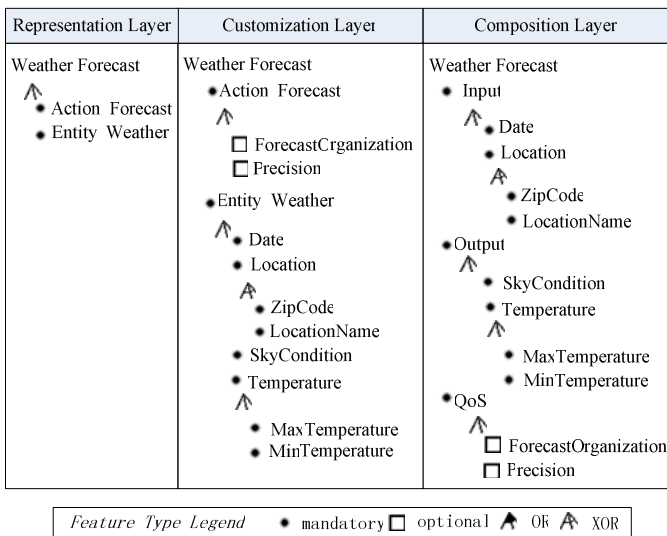 Representation Layer
Weather Forecast
Action Forecast
Entity Weather
Customization Layer
Weather Forecast
Action Forecast
ForecastCrganization
Precision
Entity Weather
Date
Location
ZipCode
LocationName
SkyCondition
Temperature
MaxTemperature
MinTemperature
Composition Layer
Weather Forecast
Input
Date
Location
ZipCode
LocationName
Output
SkyCondition
Temperature
MaxTemperature
MinTemperature
QoS
ForecastOrganization
Precision
Feature Type Legend mandatory optional OR XOR